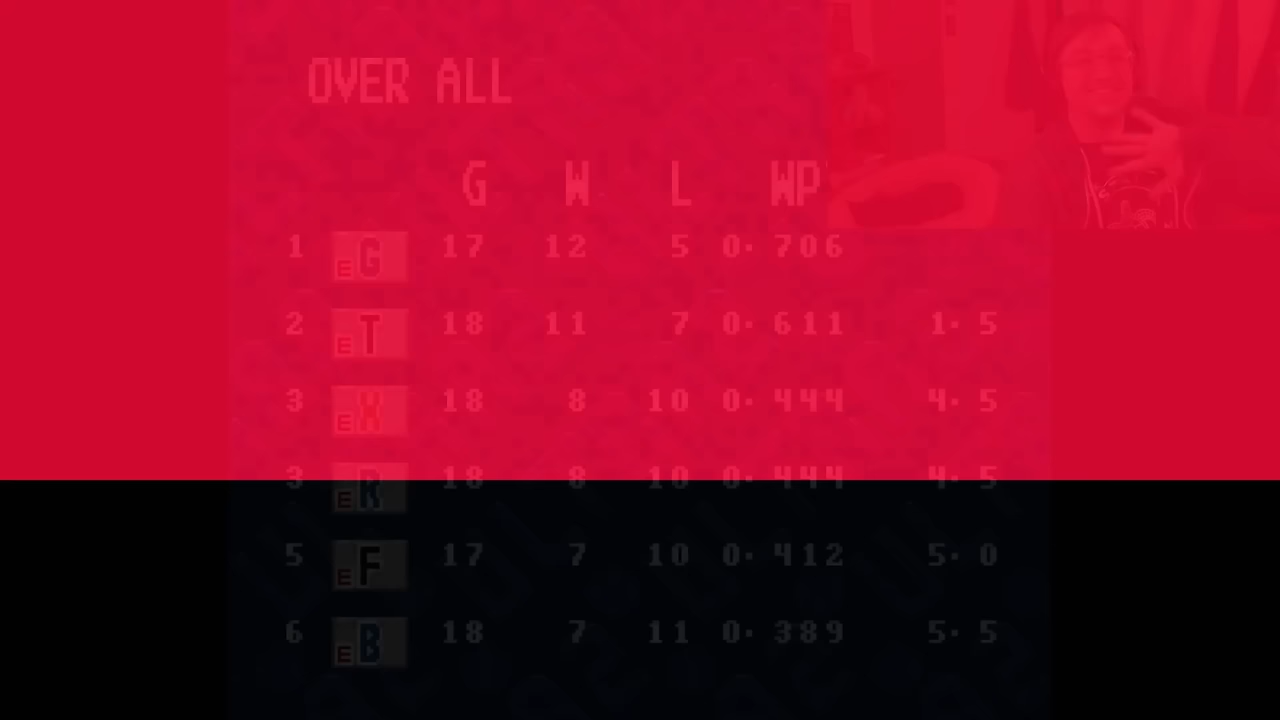 OVER ALL
G W L WP
1 E G 17 12 5 0.706
2 E T 18 11 7 0.611 1.5
3 E X 18 8 10 0.444 4.5
3 E R 18 8 10 0.444 4.5
5 E F 17 7 10 0.412 5.0
6 E B 18 7 11 0.389 5.5